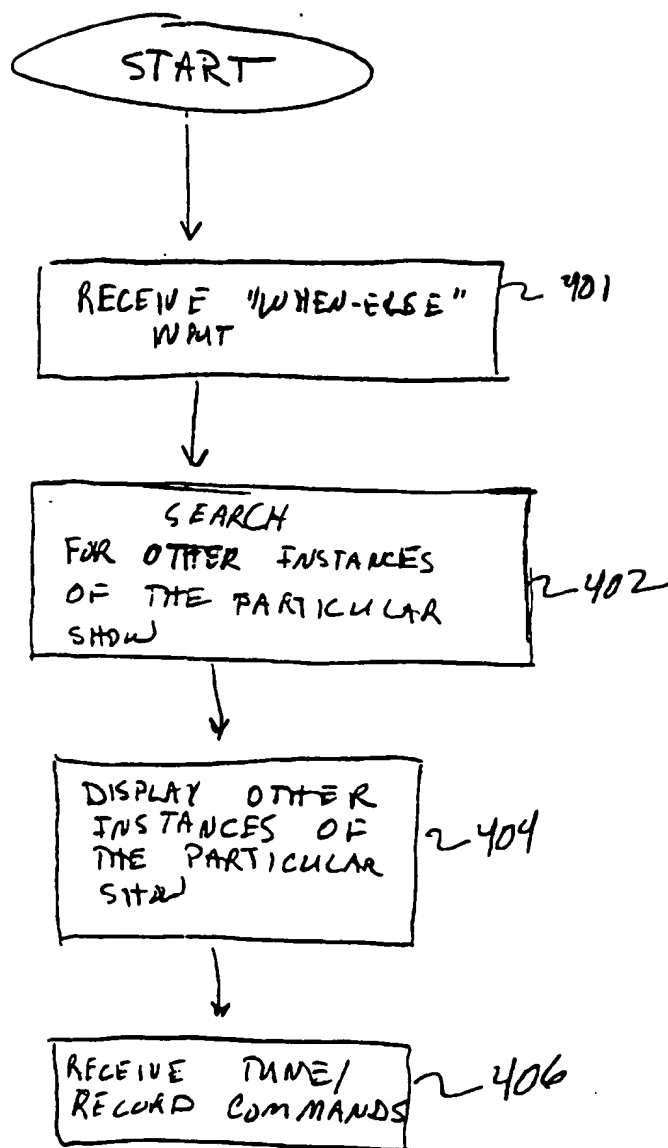 START
RECEIVE "WHEN-ELSE"
INPUT
401
SEARCH
FOR OTHER INSTANCES
OF THE PARTICULAR
SHOW
402
DISPLAY OTHER
INSTANCES OF
THE PARTICULAR
SHOW
404
RECEIVE TUNE/
RECORD COMMANDS
406